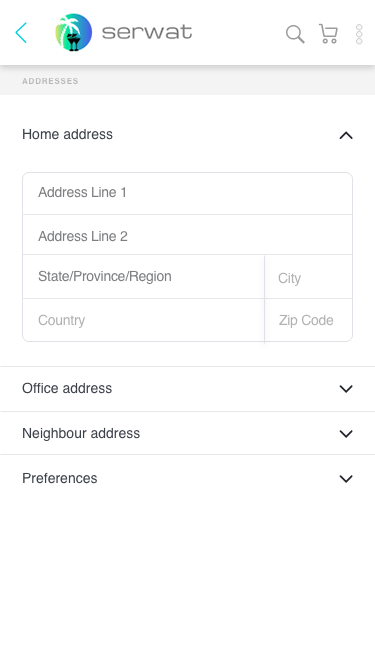 serwat
ADDRESSES
Home address
Address Line 1
Address Line 2
State/Province/Region
City
Country
Zip Code
Office address
Neighbour address
Preferences